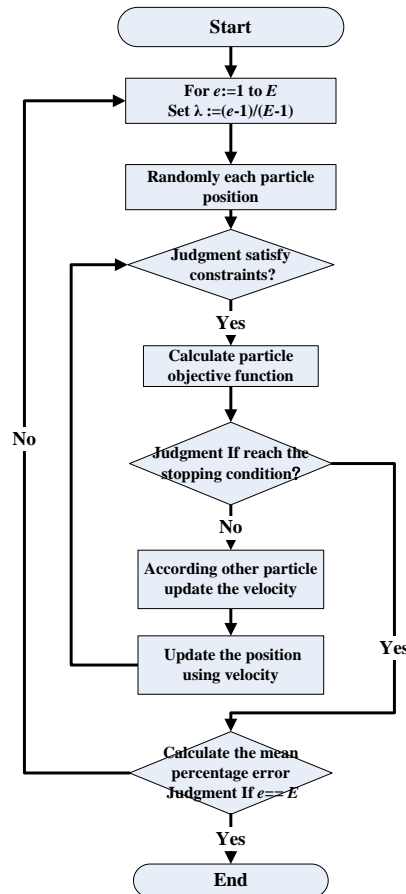 Start
For e:=1 to E
Set λ :=(e-1)/(E-1)
Randomly each particle
position
Judgment satisfy
constraints?
Yes
Calculate particle
objective function
No
Judgment If reach the
stopping condition?
No
According other particle
update the velocity
Yes
Update the position
using velocity
Calculate the mean
percentage error
Judgment If e== E
Yes
End